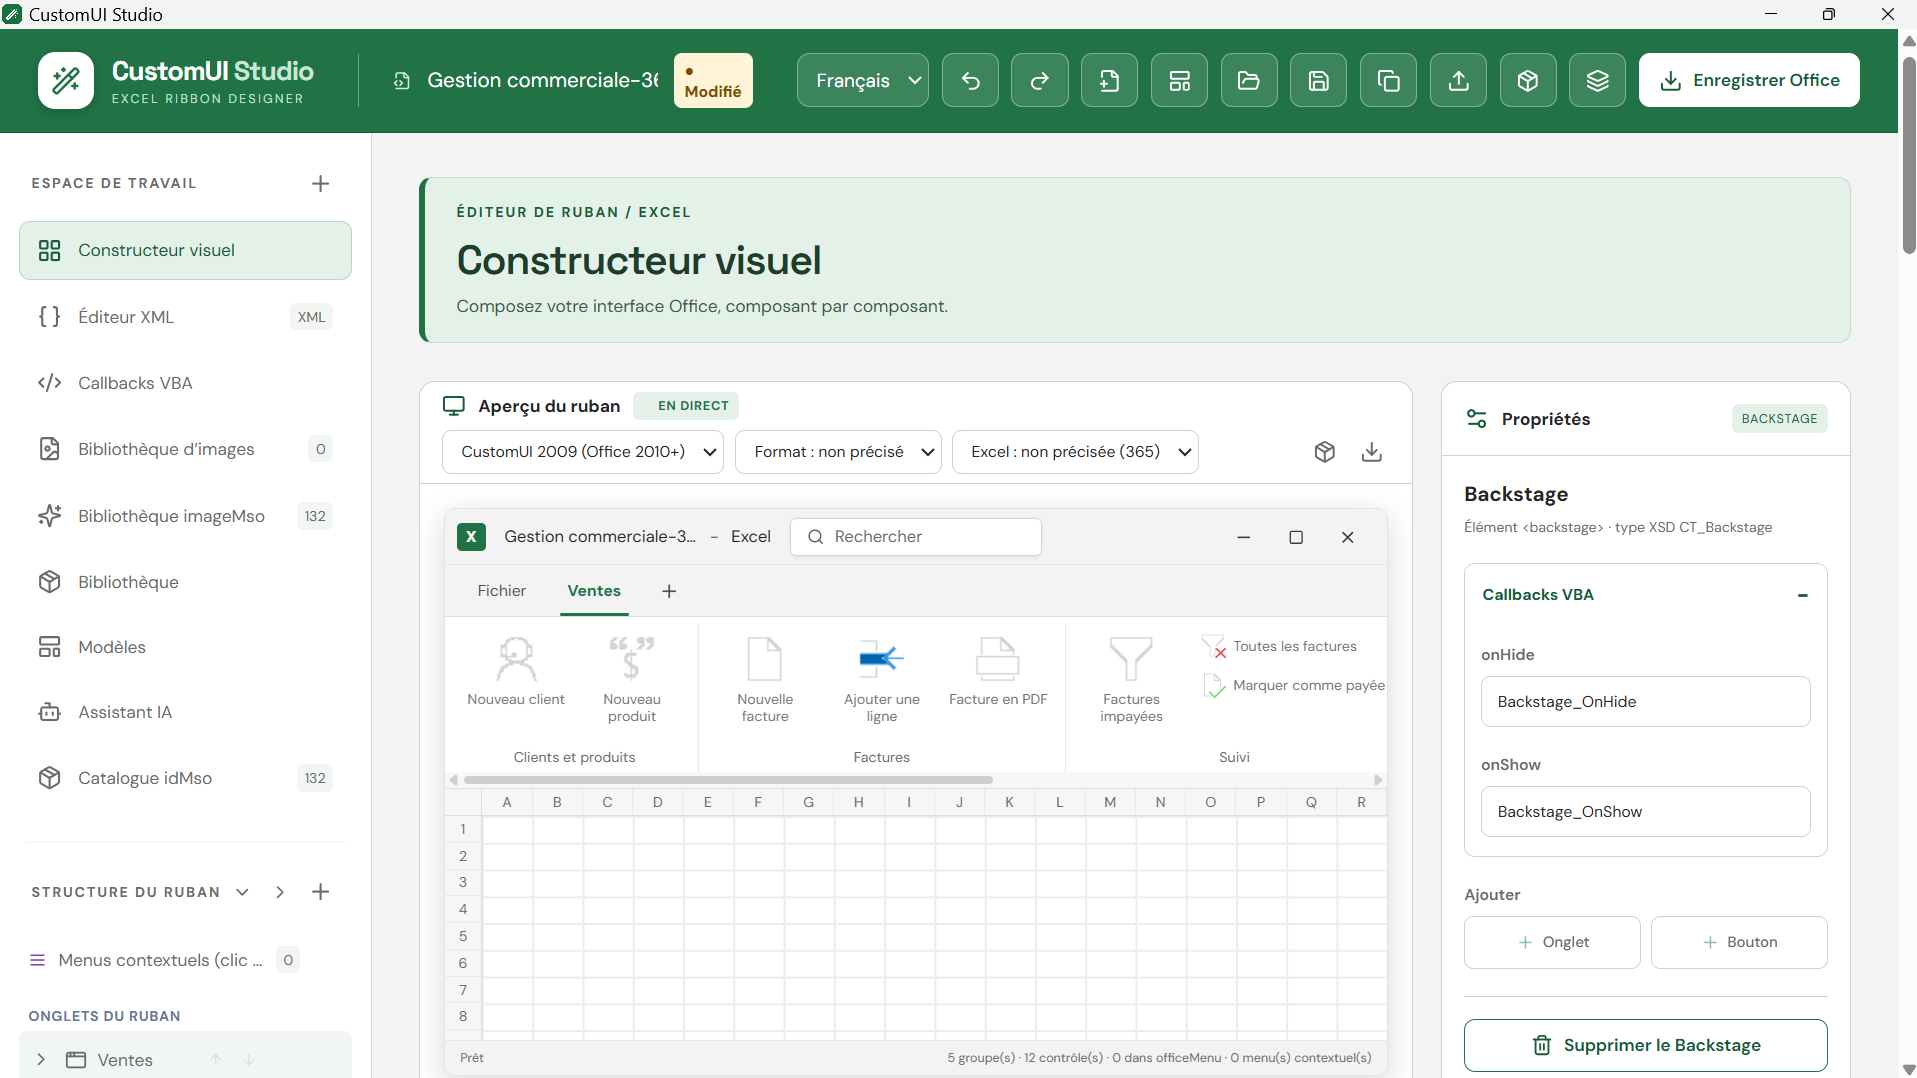 CustomUI Studio
CustomUI Studio
EXCEL RIBBON DESIGNER
Gestion commerciale-36
● Modifié
Français
Enregistrer Office
ESPACE DE TRAVAIL
Constructeur visuel
Éditeur XML
XML
Callbacks VBA
Bibliothèque d’images
0
Bibliothèque imageMso
132
Bibliothèque
Modèles
Assistant IA
Catalogue idMso
132
STRUCTURE DU RUBAN
Menus contextuels (clic ...
0
ONGLETS DU RUBAN
Ventes
ÉDITEUR DE RUBAN / EXCEL
Constructeur visuel
Composez votre interface Office, composant par composant.
Aperçu du ruban
EN DIRECT
CustomUI 2009 (Office 2010+)
Format : non précisé
Excel : non précisée (365)
X
Gestion commerciale-3... - Excel
Rechercher
Fichier
Ventes
Nouveau client
Nouveau
produit
Clients et produits
Nouvelle
facture
Ajouter une
ligne
Facture en PDF
Factures
Factures
impayées
Toutes les factures
Marquer comme payée
Suivi
A B C D E F G H I J K L M N O P Q R
1
2
3
4
5
6
7
8
Prêt
5 groupe(s) · 12 contrôle(s) · 0 dans officeMenu · 0 menu(s) contextuel(s)
Propriétés
BACKSTAGE
Backstage
Élément <backstage> · type XSD CT_Backstage
Callbacks VBA
onHide
Backstage_OnHide
onShow
Backstage_OnShow
Ajouter
Onglet
Bouton
Supprimer le Backstage